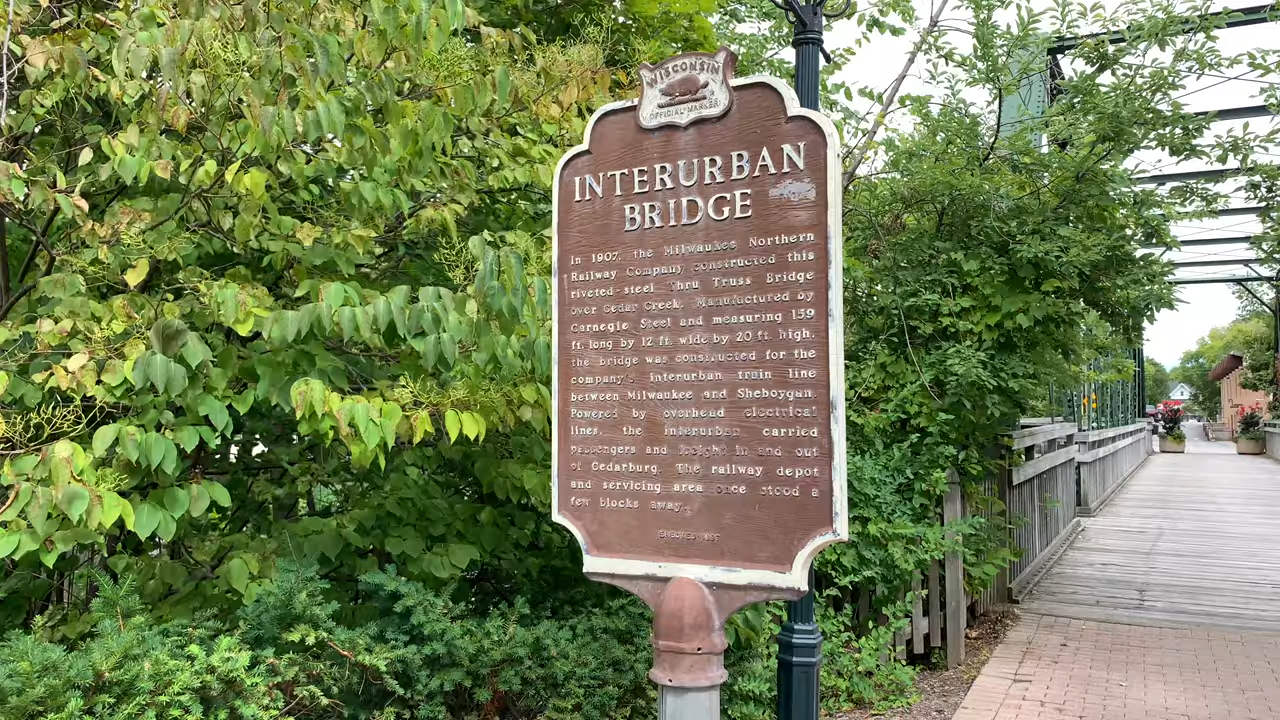 WISCONSIN
OFFICIAL MARKER
INTERURBAN
BRIDGE
In 1907, the Milwaukee Northern
Railway Company constructed this
riveted-steel Thru Truss Bridge
over Cedar Creek. Manufactured by
Carnegie Steel and measuring 159
ft. long by 12 ft. wide by 20 ft. high,
the bridge was constructed for the
company's interurban train line
between Milwaukee and Sheboygan.
Powered by overhead electrical
lines, the interurban carried
passengers and freight in and out
of Cedarburg. The railway depot
and servicing area once stood a
few blocks away.
ERECTED